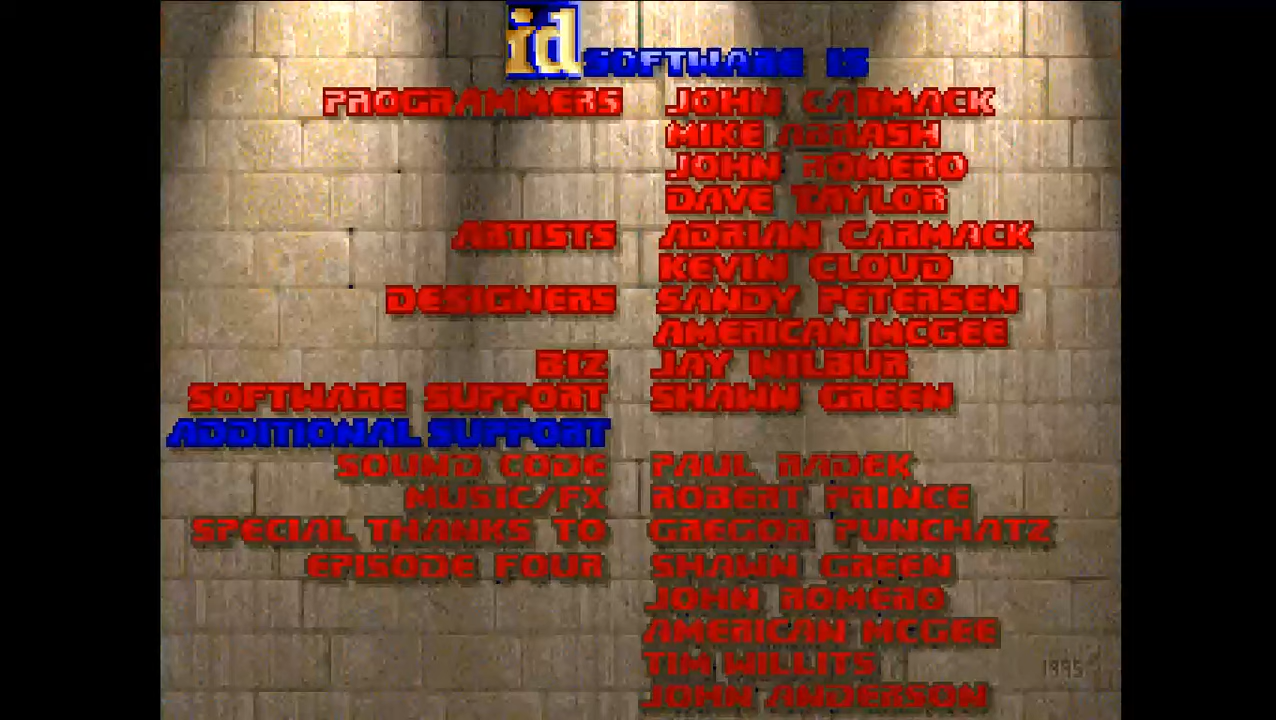 id SOFTWARE IS
PROGRAMMERS JOHN CARMACK
MIKE ABRASH
JOHN ROMERO
DAVE TAYLOR
ARTISTS ADRIAN CARMACK
KEVIN CLOUD
DESIGNERS SANDY PETERSEN
AMERICAN MCGEE
BIZ JAY WILBUR
SOFTWARE SUPPORT SHAWN GREEN
ADDITIONAL SUPPORT
SOUND CODE PAUL RADEK
MUSIC/FX ROBERT PRINCE
SPECIAL THANKS TO GREGOR PUNCHATZ
EPISODE FOUR SHAWN GREEN
JOHN ROMERO
AMERICAN MCGEE
TIM WILLITS
1995
JOHN ANDERSON